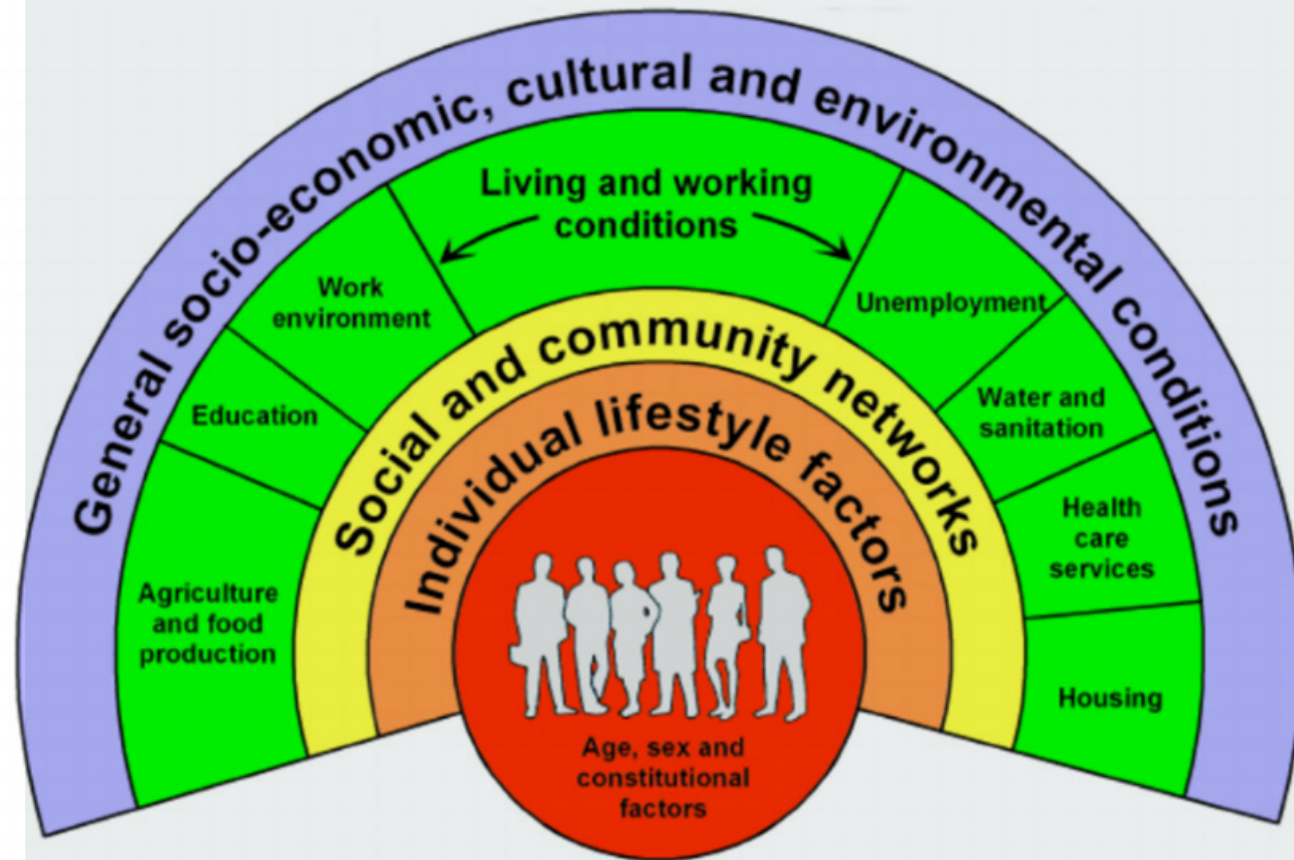 General socio-economic, cultural and environmental conditions
Living and working
conditions
Work
environment
Unemployment
Education
Water and
sanitation
Agriculture
and food
production
Health
care
services
Housing
Social and community networks
Individual lifestyle factors
Age, sex and
constitutional
factors